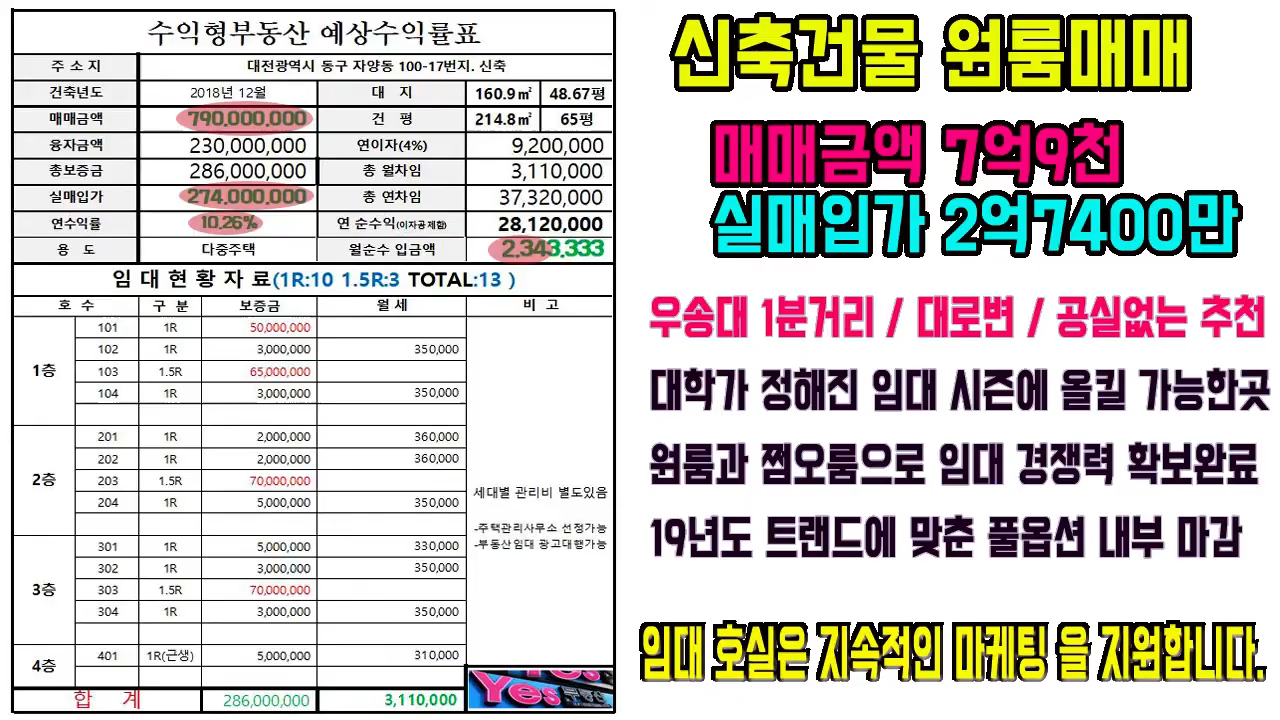 수익형부동산 예상수익률표
주 소 지 대전광역시 동구 자양동 100-17번지. 신축
건축년도 2018년 12월 대 지 160.9㎡ 48.67평
매매금액 790,000,000 건 평 214.8㎡ 65평
융자금액 230,000,000 연이자(4%) 9,200,000
총보증금 286,000,000 총 월차임 3,110,000
실매입가 274,000,000 총 연차임 37,320,000
연수익률 10.26% 연 순수익(이자공제함) 28,120,000
용 도 다중주택 월순수 입금액 2,343,333
임 대 현 황 자 료(1R:10 1.5R:3 TOTAL:13 )
호 수 구 분 보증금 월 세 비 고
1층
101 1R 50,000,000
102 1R 3,000,000 350,000
103 1.5R 65,000,000
104 1R 3,000,000 350,000
2층
201 1R 2,000,000 360,000
202 1R 2,000,000 360,000
203 1.5R 70,000,000
204 1R 5,000,000 350,000
3층
301 1R 5,000,000 330,000
302 1R 3,000,000 350,000
303 1.5R 70,000,000
304 1R 3,000,000 350,000
4층
401 1R(근생) 5,000,000 310,000
세대별 관리비 별도있음
-주택관리사무소 선정가능
-부동산임대 광고대행가능
합 계 286,000,000 3,110,000
Yes
Yes 부동산
신축건물 원룸매매
매매금액 7억9천
실매입가 2억7400만
우송대 1분거리 / 대로변 / 공실없는 추천
대학가 정해진 임대 시즌에 올킬 가능한곳
원룸과 쩜오룸으로 임대 경쟁력 확보완료
19년도 트랜드에 맞춘 풀옵션 내부 마감
임대 호실은 지속적인 마케팅 을 지원합니다.